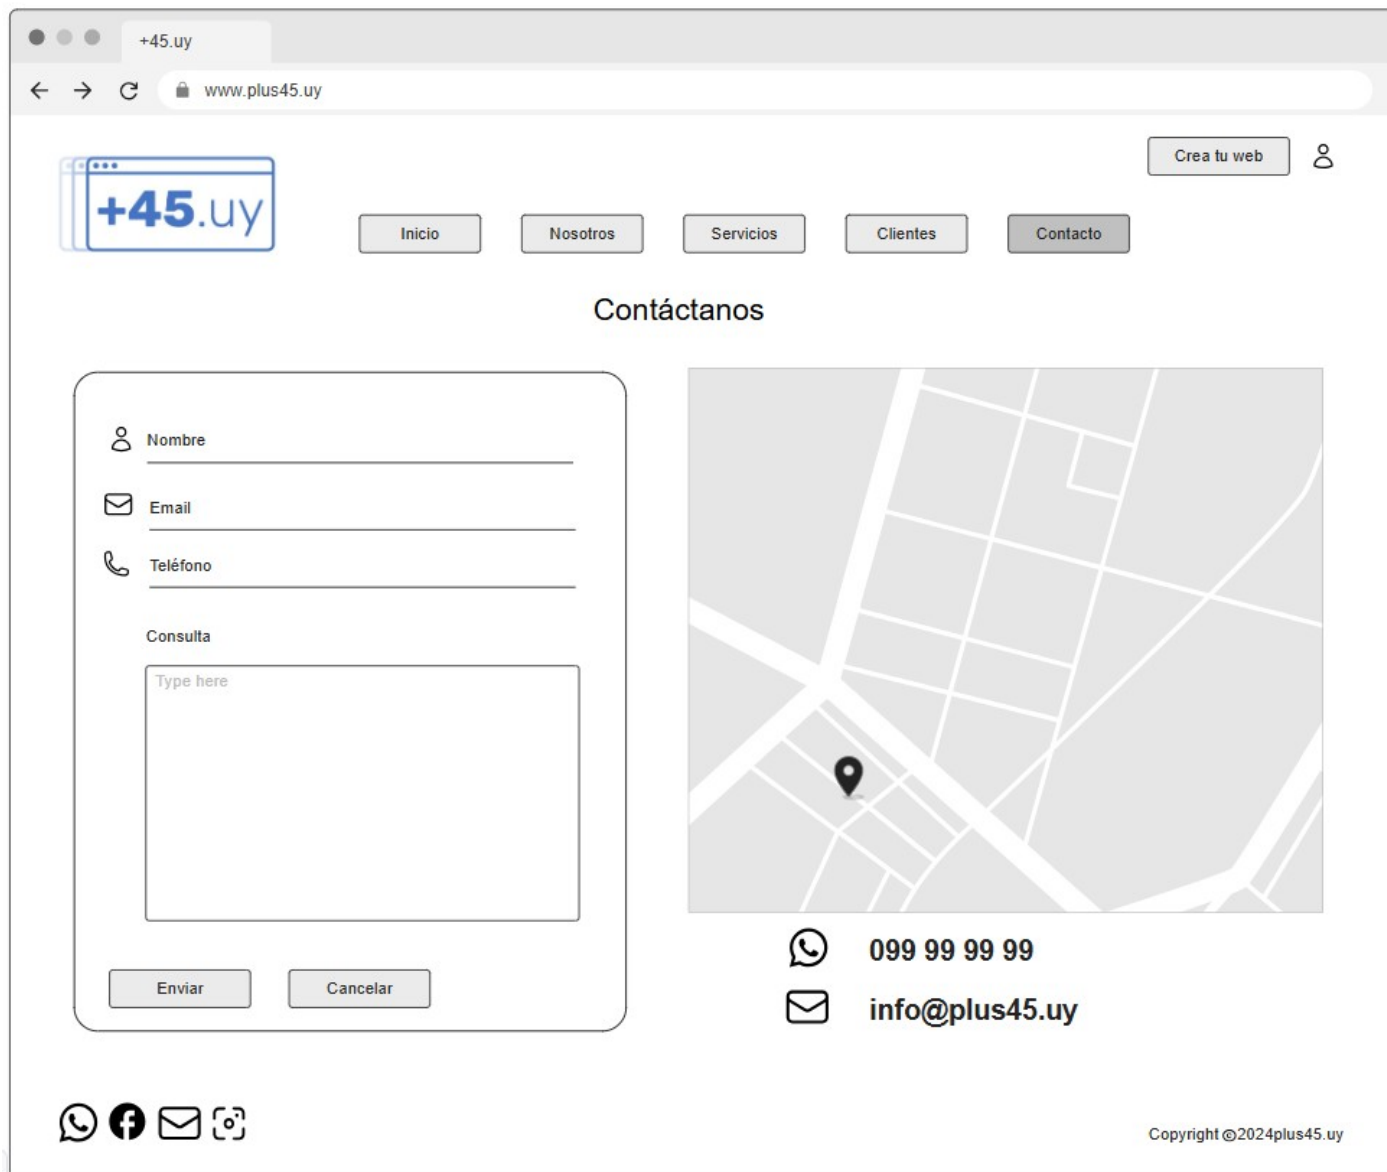 +45.uy
www.plus45.uy
Crea tu web
+45.uy
Inicio Nosotros Servicios Clientes Contacto
Contáctanos
Nombre
Email
Teléfono
Consulta
Type here
Enviar Cancelar
099 99 99 99
info@plus45.uy
Copyright ©2024plus45.uy